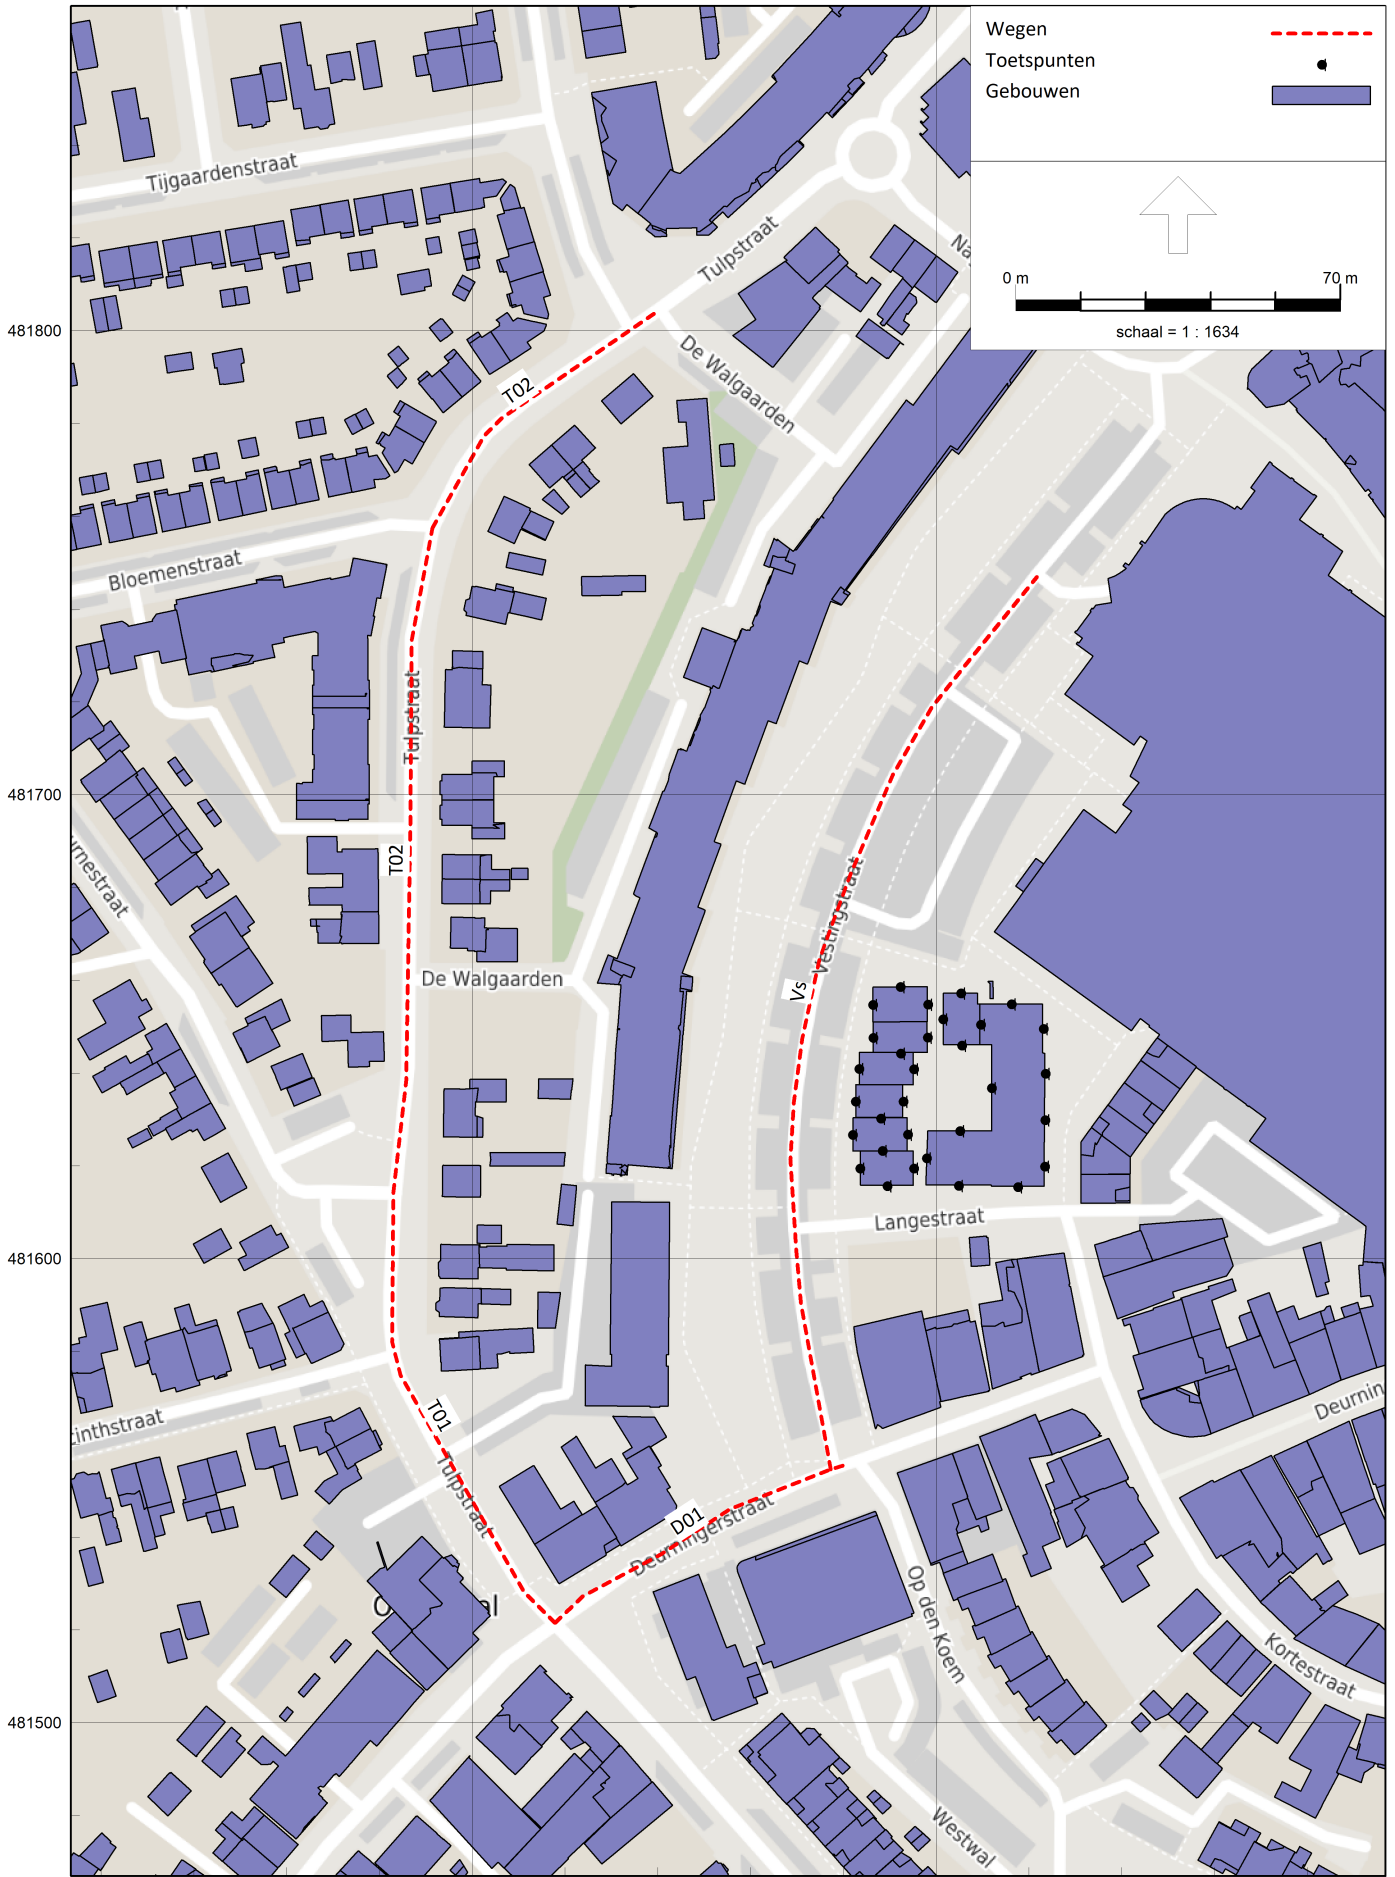 Wegen
Toetspunten
Gebouwen
0 m
70 m
schaal = 1 : 1634
Tijgaardenstraat
Tulpstraat
481800
De Walgaarden
T02
Bloemenstraat
Tulpstraat
481700
T02
Vestingstraat
De Walgaarden
Vs
Langestraat
481600
T01
Tulpstraat
D01
Deurningerstraat
Op den Koem
Kortestraat
481500
Westwal